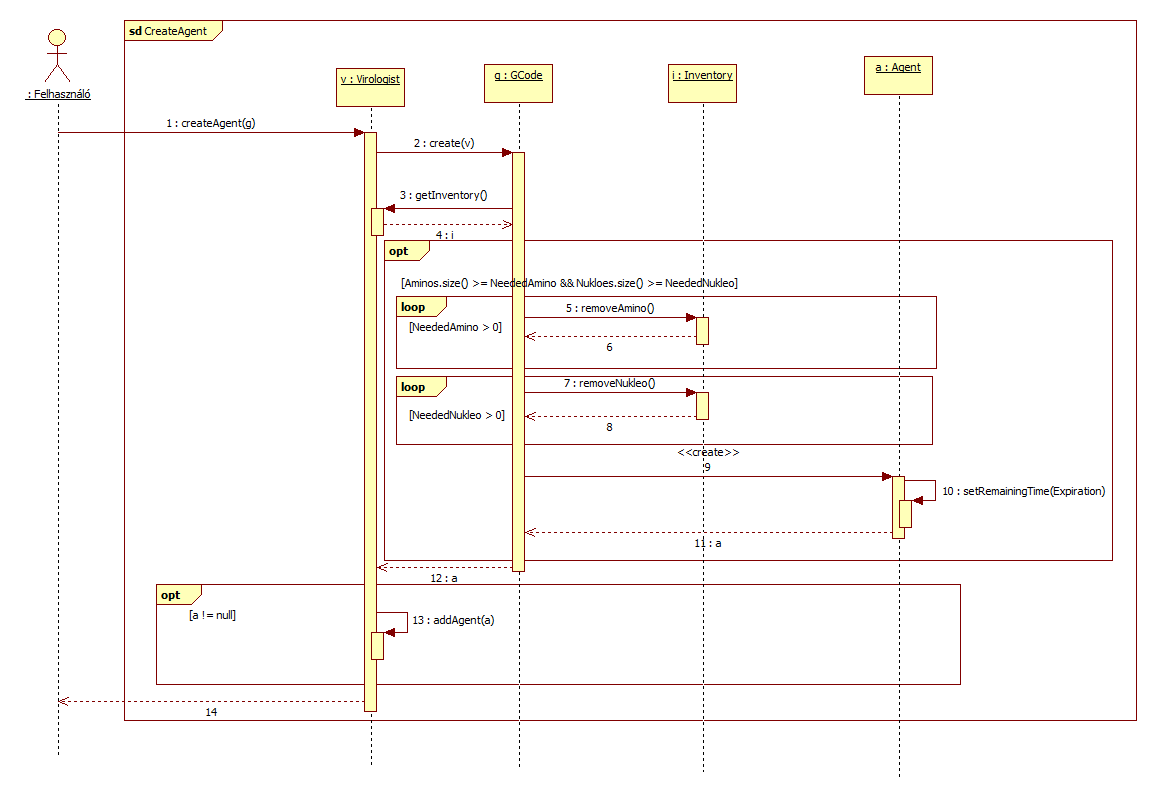 sd CreateAgent
: Felhasználó
v : Virologist
g : GCode
i : Inventory
a : Agent
1 : createAgent(g)
2 : create(v)
3 : getInventory()
4 : i
opt
[Aminos.size() >= NeededAmino && Nukloes.size() >= NeededNukleo]
loop
[NeededAmino > 0]
5 : removeAmino()
6
loop
[NeededNukleo > 0]
7 : removeNukleo()
8
<<create>>
9
10 : setRemainingTime(Expiration)
11 : a
12 : a
opt
[a != null]
13 : addAgent(a)
14